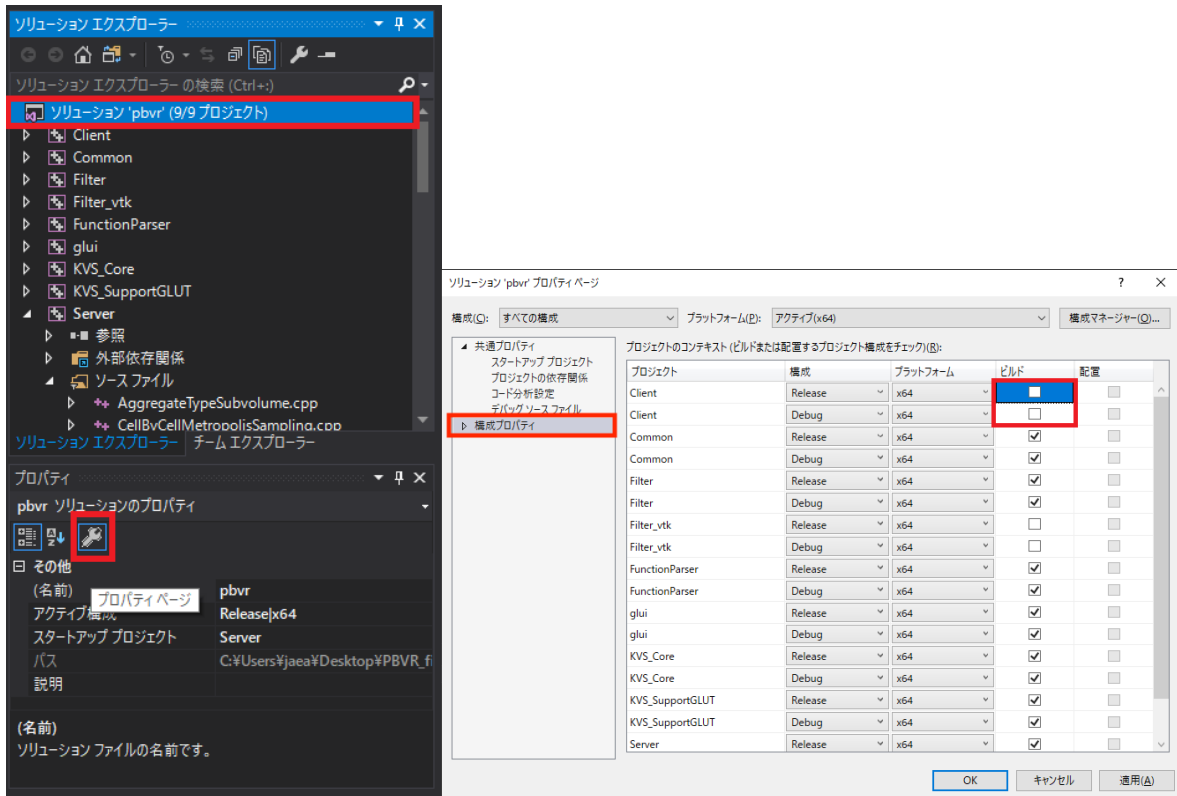 ソリューション エクスプローラー
ソリューション エクスプローラー の検索 (Ctrl+:)
ソリューション 'pbvr' (9/9 プロジェクト)
Client
Common
Filter
Filter_vtk
FunctionParser
glui
KVS_Core
KVS_SupportGLUT
Server
参照
外部依存関係
ソース ファイル
AggregateTypeSubvolume.cpp
CellByCellMetropolisSampling.cpp
ソリューション エクスプローラー チーム エクスプローラー
プロパティ
pbvr ソリューションのプロパティ
その他
(名前) pbvr
プロパティ ページ
アクティブ構成 Release|x64
スタートアップ プロジェクト Server
パス C:¥Users¥jaea¥Desktop¥PBVR_fi
説明
(名前)
ソリューション ファイルの名前です。
ソリューション 'pbvr' プロパティ ページ ?
構成(C): すべての構成 プラットフォーム(P): アクティブ(x64) 構成マネージャー(O)...
共通プロパティ
スタートアップ プロジェクト
プロジェクトの依存関係
コード分析設定
デバッグ ソース ファイル
構成プロパティ
プロジェクトのコンテキスト (ビルドまたは配置するプロジェクト構成をチェック)(R):
プロジェクト 構成 プラットフォーム ビルド 配置
Client Release x64
Client Debug x64
Common Release x64
Common Debug x64
Filter Release x64
Filter Debug x64
Filter_vtk Release x64
Filter_vtk Debug x64
FunctionParser Release x64
FunctionParser Debug x64
glui Release x64
glui Debug x64
KVS_Core Release x64
KVS_Core Debug x64
KVS_SupportGLUT Release x64
KVS_SupportGLUT Debug x64
Server Release x64
OK キャンセル 適用(A)